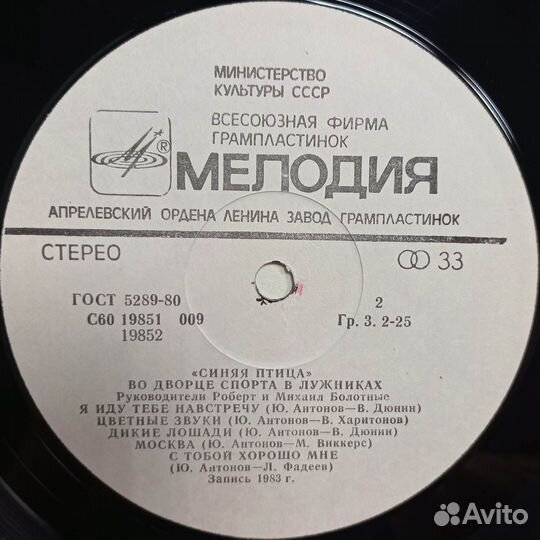 МИНИСТЕРСТВО
КУЛЬТУРЫ СССР
ВСЕСОЮЗНАЯ ФИРМА
ГРАМПЛАСТИНОК
®
МЕЛОДИЯ
АПРЕЛЕВСКИЙ ОРДЕНА ЛЕНИНА ЗАВОД ГРАМПЛАСТИНОК
СТЕРЕО
33
ГОСТ 5289-80
2
С60 19851 009
Гр. 3. 2-25
19852
«СИНЯЯ ПТИЦА»
ВО ДВОРЦЕ СПОРТА В ЛУЖНИКАХ
Руководители Роберт и Михаил Болотные
Я ИДУ ТЕБЕ НАВСТРЕЧУ (Ю. Антонов—В. Дюнин)
ЦВЕТНЫЕ ЗВУКИ (Ю. Антонов—В. Харитонов)
ДИКИЕ ЛОШАДИ (Ю. Антонов—В. Дюнин)
МОСКВА (Ю. Антонов—М. Виккерс)
С ТОБОЙ ХОРОШО МНЕ
(Ю. Антонов—Л. Фадеев)
Запись 1983 г.
Avito